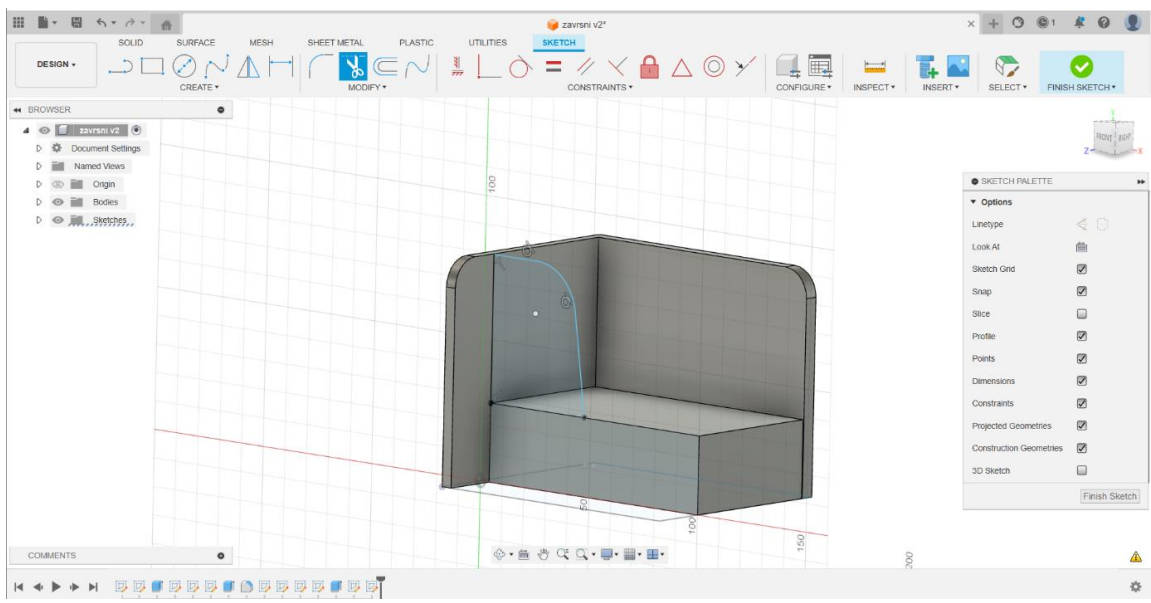 zavrsni v2*
1
SOLID SURFACE MESH SHEET METAL PLASTIC UTILITIES SKETCH
DESIGN
CREATE MODIFY CONSTRAINTS CONFIGURE INSPECT INSERT SELECT FINISH SKETCH
BROWSER
zavrsni v2
Document Settings
Named Views
Origin
Bodies
Sketches
100
50
100
150
200
Y
FRONT RIGHT
Z X
SKETCH PALETTE
Options
Linetype
Look At
Sketch Grid
Snap
Slice
Profile
Points
Dimensions
Constraints
Projected Geometries
Construction Geometries
3D Sketch
Finish Sketch
COMMENTS